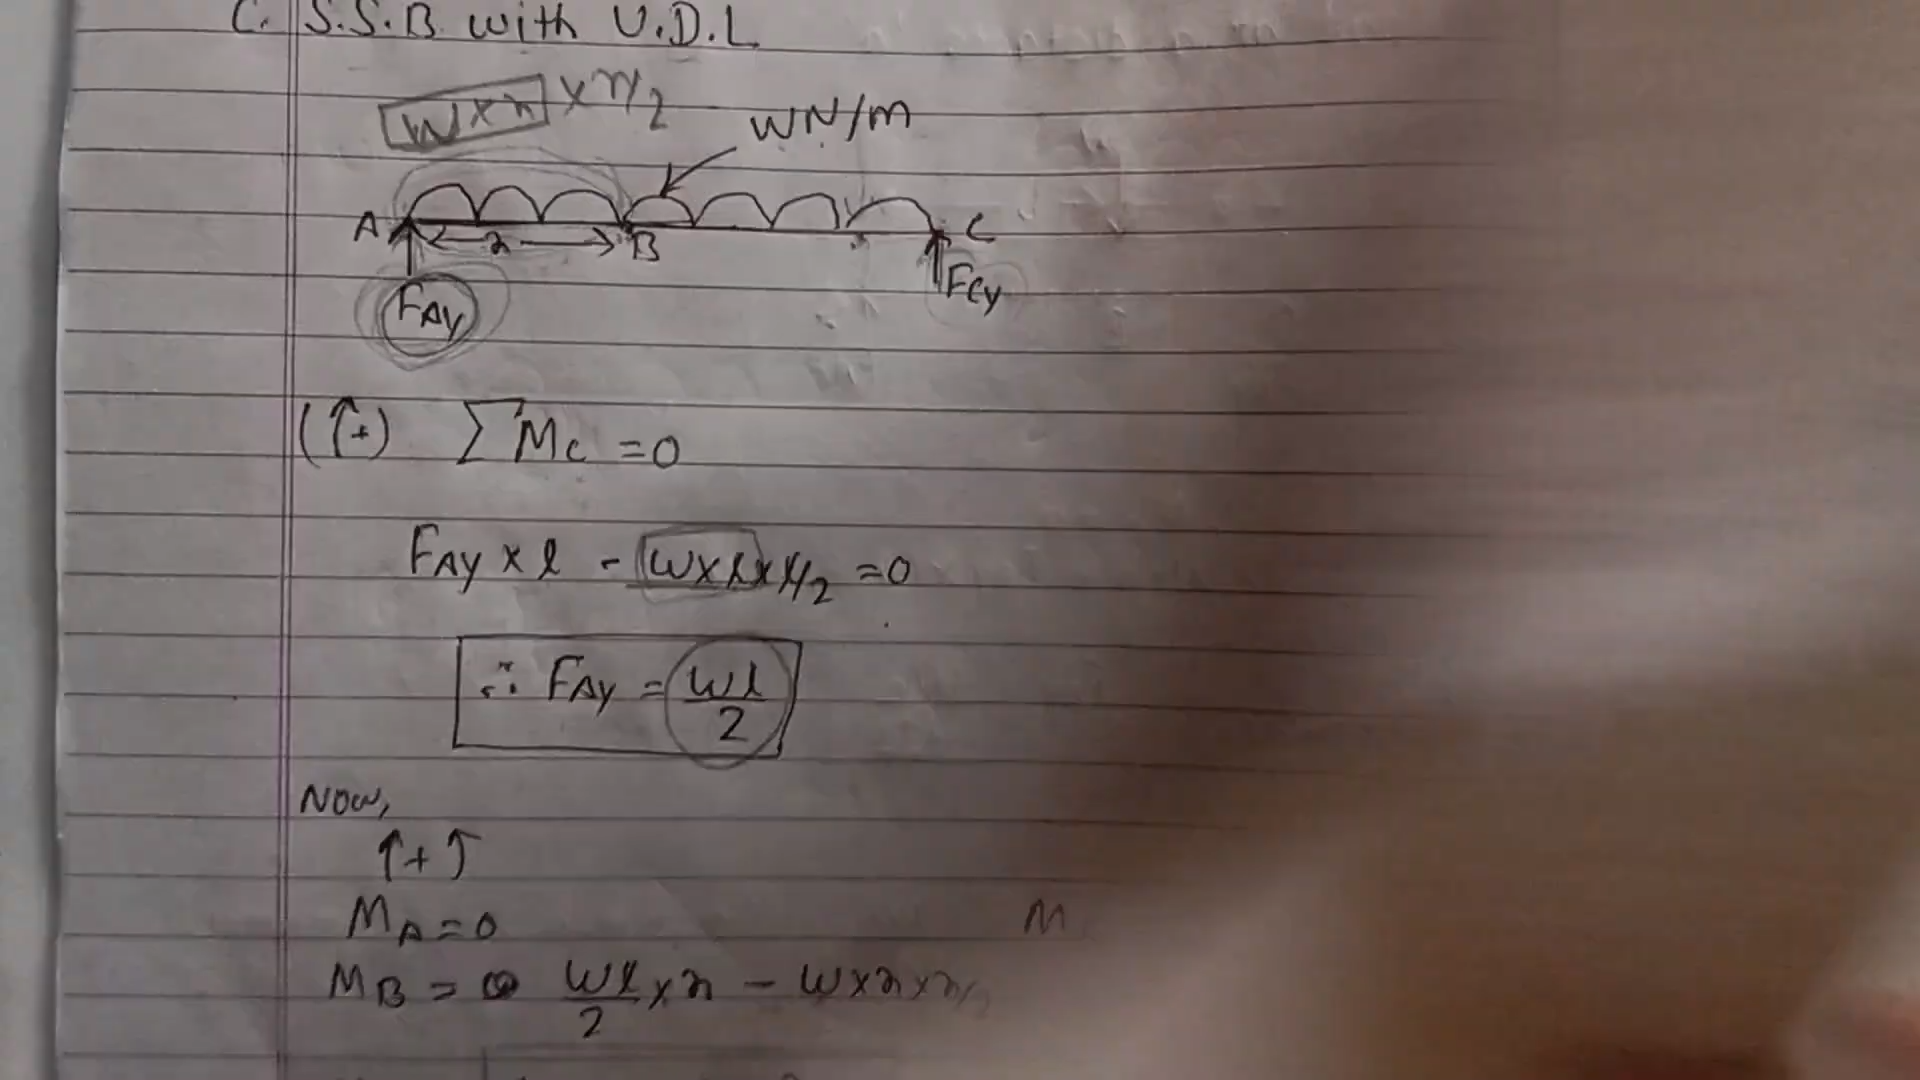 C. S.S.B. with U.D.L
W x x x x/2
WN/m
A x B C
FAy FCy
(↑+) ΣMc = 0
FAy x l - W x l x l/2 = 0
∴ FAy = Wl/2
Now,
↑+↑
MA = 0 M
MB = Wl/2 x x - W x x x x/2